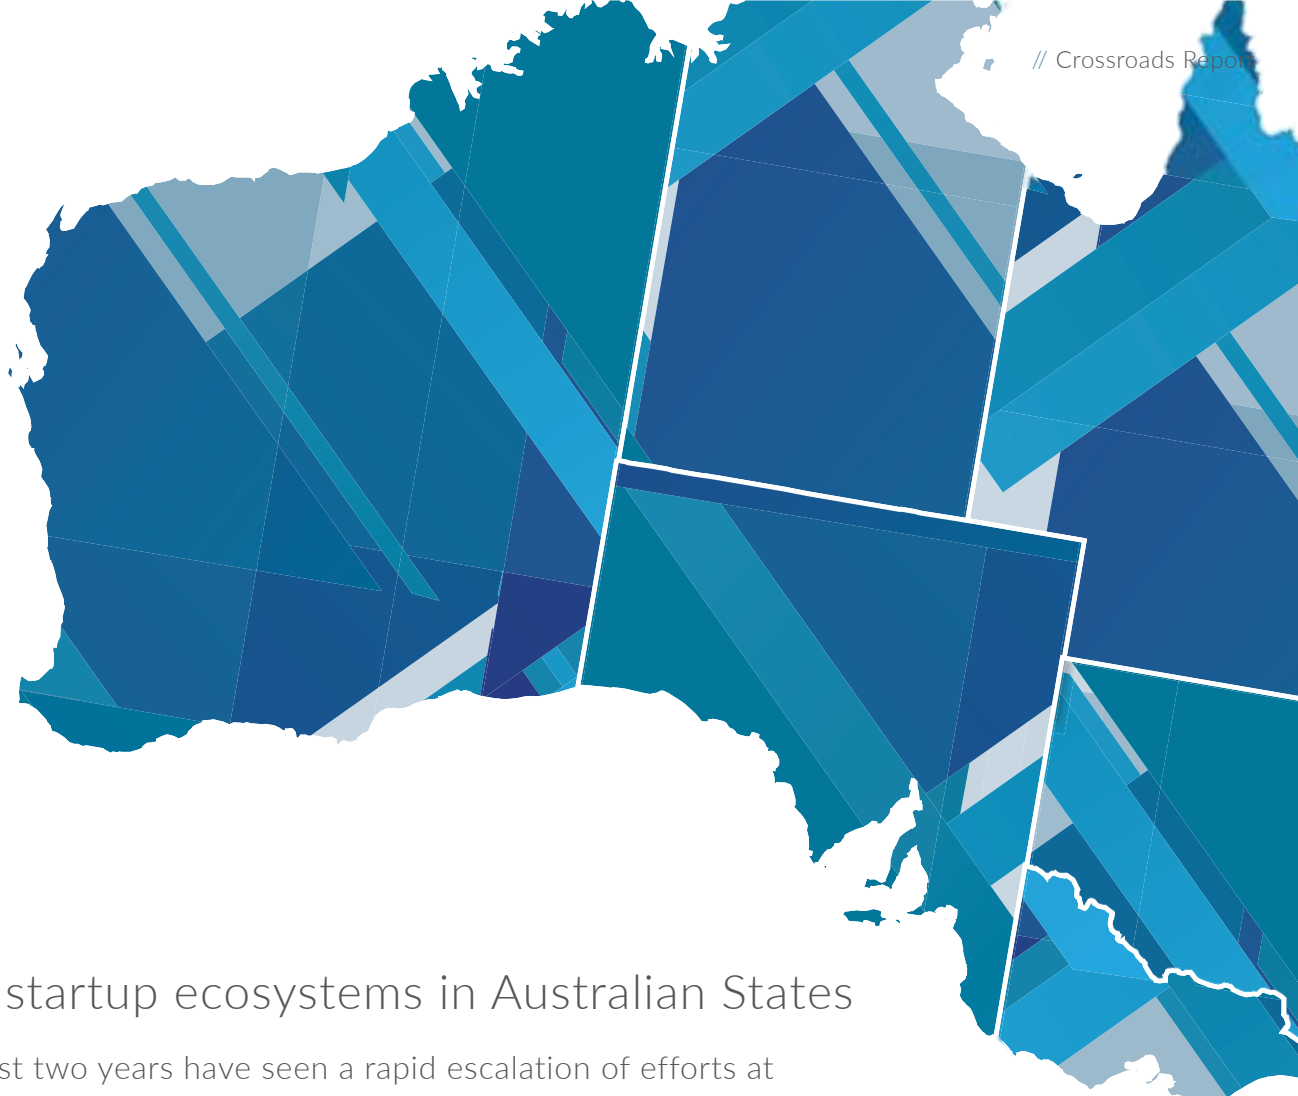 // Crossroads Report
startup ecosystems in Australian States
st two years have seen a rapid escalation of efforts at